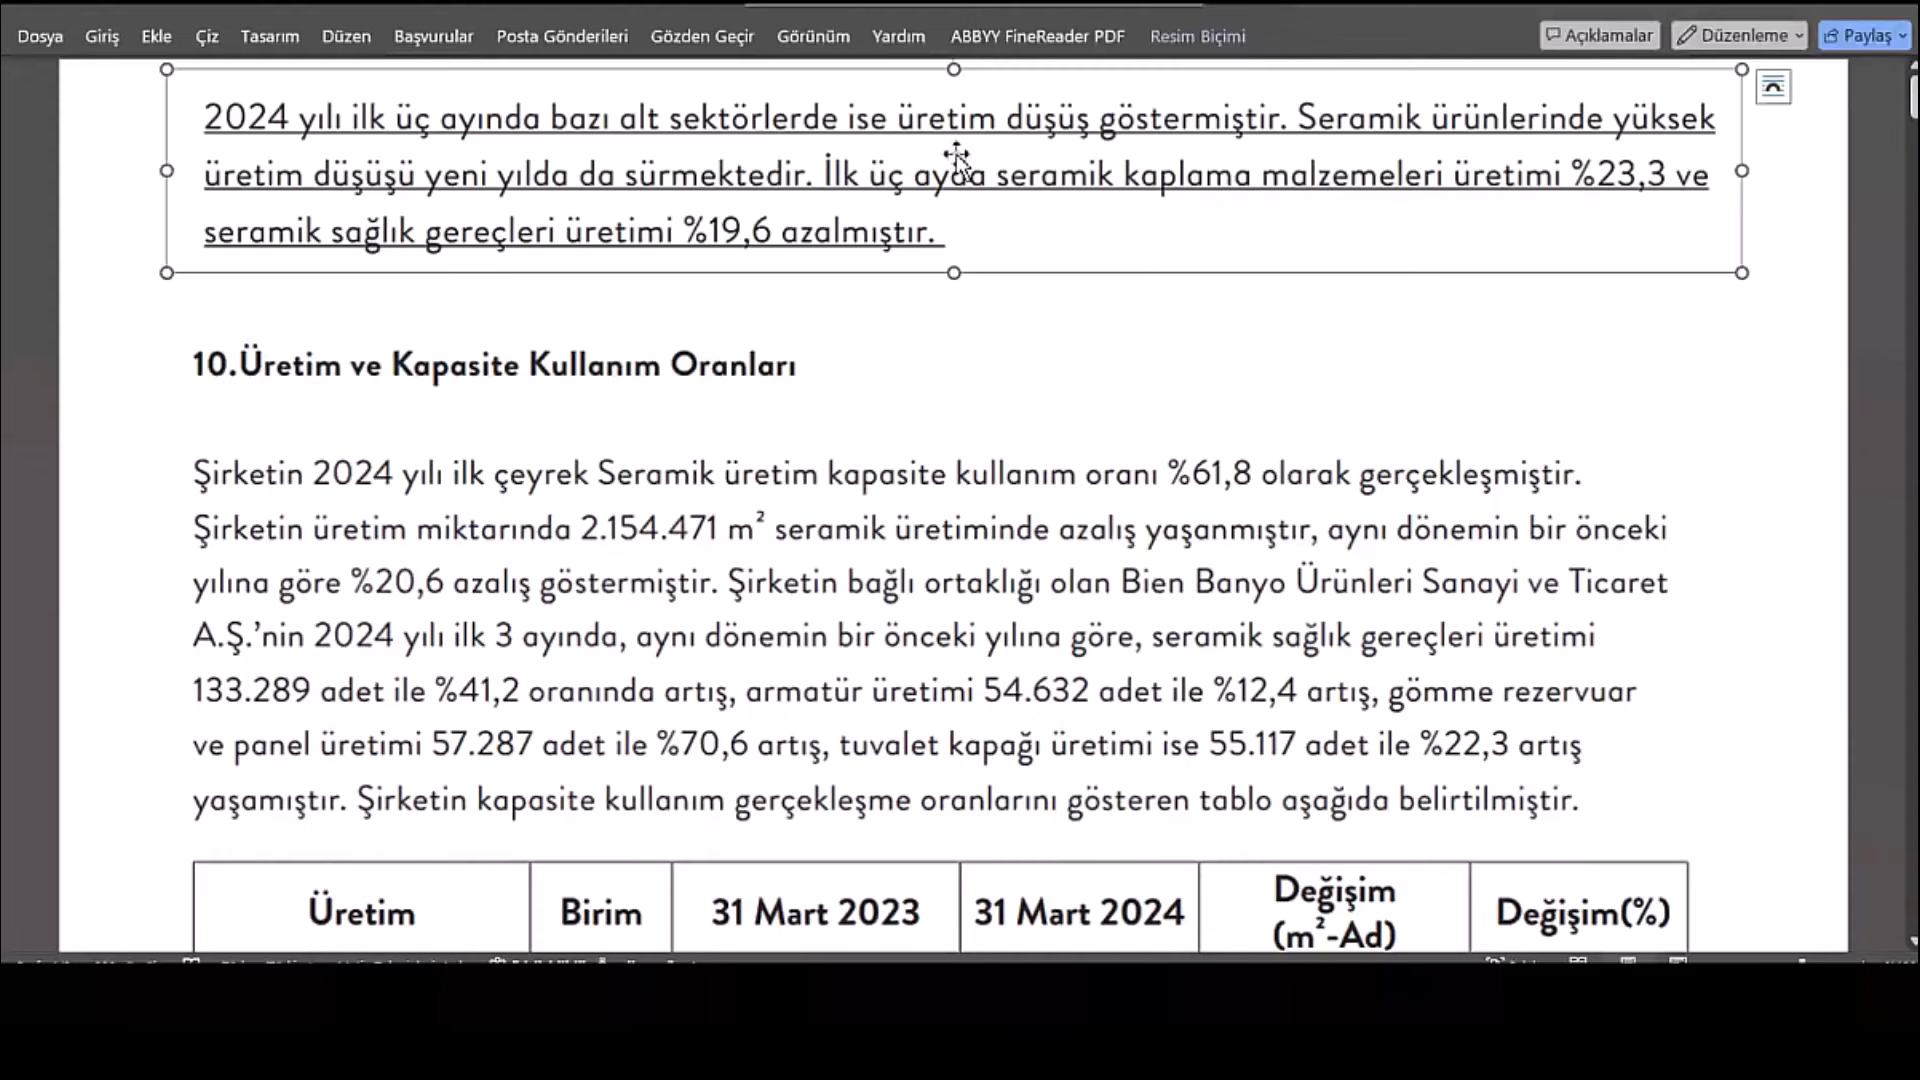 Dosya Giriş Ekle Çiz Tasarım Düzen Başvurular Posta Gönderileri Gözden Geçir Görünüm Yardım ABBYY FineReader PDF Resim Biçimi Açıklamalar Düzenleme Paylaş
2024 yılı ilk üç ayında bazı alt sektörlerde ise üretim düşüş göstermiştir. Seramik ürünlerinde yüksek
üretim düşüşü yeni yılda da sürmektedir. İlk üç ayda seramik kaplama malzemeleri üretimi %23,3 ve
seramik sağlık gereçleri üretimi %19,6 azalmıştır.
10.Üretim ve Kapasite Kullanım Oranları
Şirketin 2024 yılı ilk çeyrek Seramik üretim kapasite kullanım oranı %61,8 olarak gerçekleşmiştir.
Şirketin üretim miktarında 2.154.471 m² seramik üretiminde azalış yaşanmıştır, aynı dönemin bir önceki
yılına göre %20,6 azalış göstermiştir. Şirketin bağlı ortaklığı olan Bien Banyo Ürünleri Sanayi ve Ticaret
A.Ş.’nin 2024 yılı ilk 3 ayında, aynı dönemin bir önceki yılına göre, seramik sağlık gereçleri üretimi
133.289 adet ile %41,2 oranında artış, armatür üretimi 54.632 adet ile %12,4 artış, gömme rezervuar
ve panel üretimi 57.287 adet ile %70,6 artış, tuvalet kapağı üretimi ise 55.117 adet ile %22,3 artış
yaşamıştır. Şirketin kapasite kullanım gerçekleşme oranlarını gösteren tablo aşağıda belirtilmiştir.
Üretim Birim 31 Mart 2023 31 Mart 2024 Değişim (m²-Ad) Değişim(%)